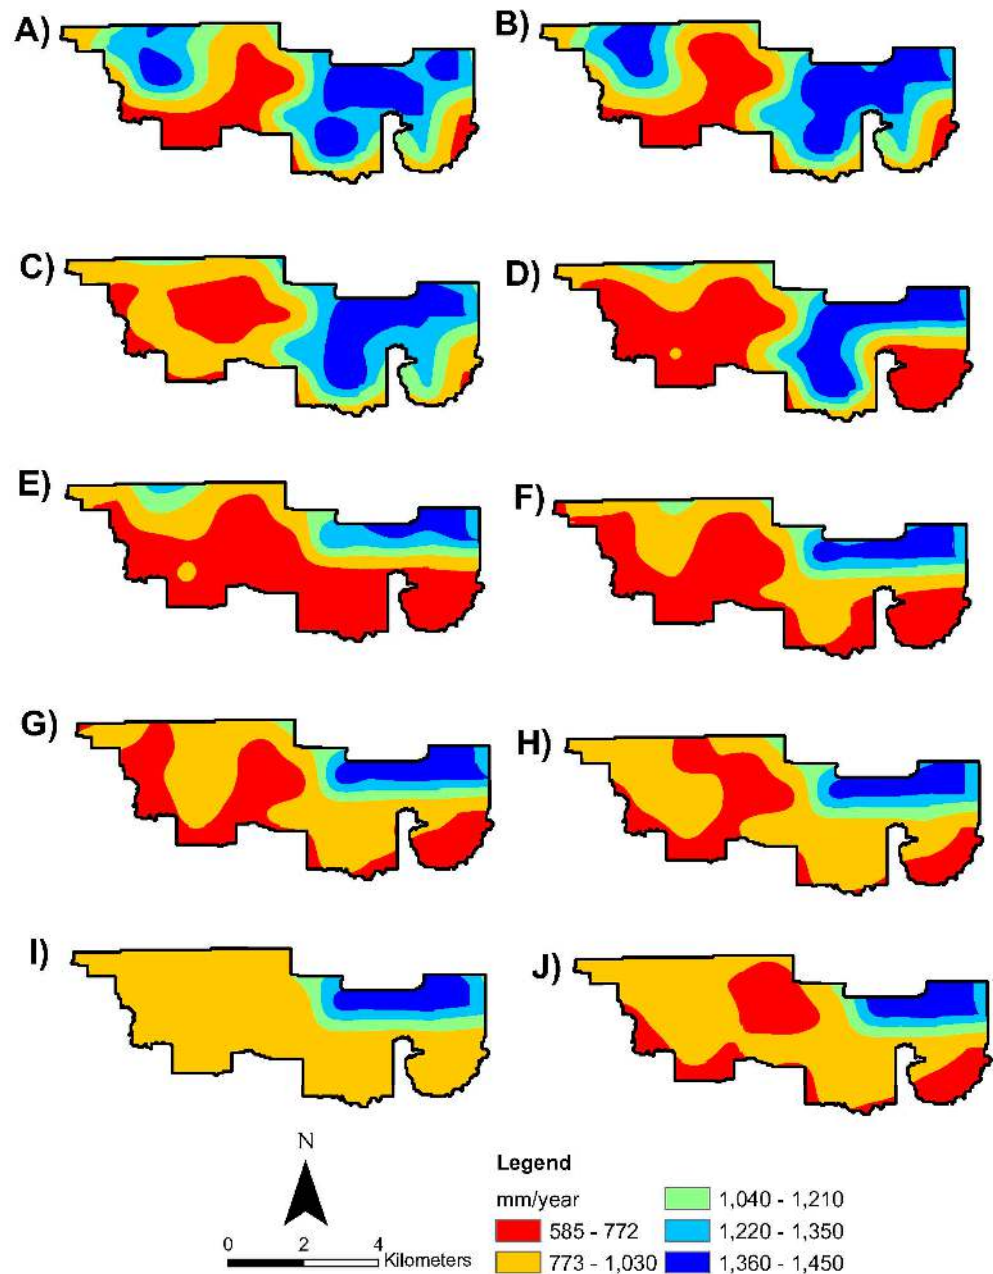 A)
B)
C)
D)
E)
F)
G)
H)
I)
J)
N
0 2 4
Kilometers
Legend
mm/year
585 - 772
773 - 1,030
1,040 - 1,210
1,220 - 1,350
1,360 - 1,450